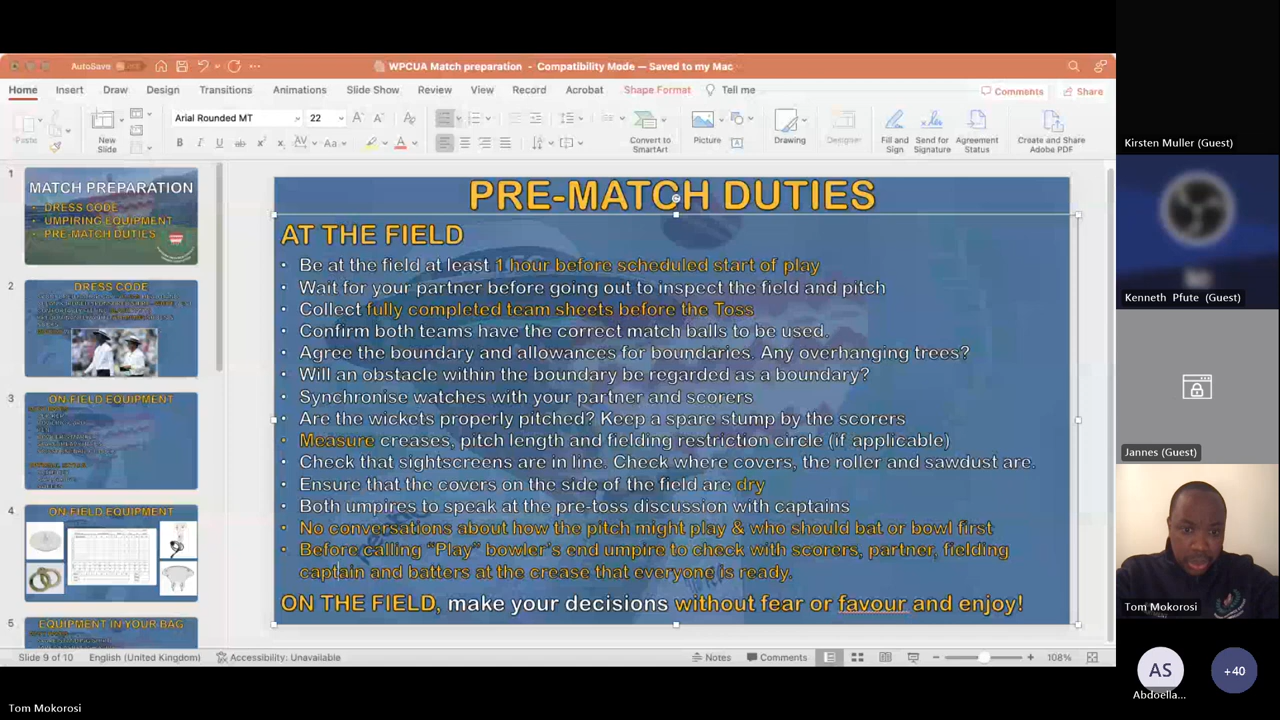 AutoSave
WPCUA Match preparation - Compatibility Mode — Saved to my Mac
Home Insert Draw Design Transitions Animations Slide Show Review View Record Acrobat Shape Format Tell me
Comments Share
Paste
New Slide
Arial Rounded MT 22
Convert to SmartArt
Picture
Drawing
Designer
Fill and Sign
Send for Signature
Agreement Status
Create and Share Adobe PDF
1
MATCH PREPARATION
• DRESS CODE
• UMPIRING EQUIPMENT
• PRE-MATCH DUTIES
2
DRESS CODE
3
ON FIELD EQUIPMENT
4
ON FIELD EQUIPMENT
5
EQUIPMENT IN YOUR BAG
PRE-MATCH DUTIES
AT THE FIELD
• Be at the field at least 1 hour before scheduled start of play
• Wait for your partner before going out to inspect the field and pitch
• Collect fully completed team sheets before the Toss
• Confirm both teams have the correct match balls to be used.
• Agree the boundary and allowances for boundaries. Any overhanging trees?
• Will an obstacle within the boundary be regarded as a boundary?
• Synchronise watches with your partner and scorers
• Are the wickets properly pitched? Keep a spare stump by the scorers
• Measure creases, pitch length and fielding restriction circle (if applicable)
• Check that sightscreens are in line. Check where covers, the roller and sawdust are.
• Ensure that the covers on the side of the field are dry
• Both umpires to speak at the pre-toss discussion with captains
• No conversations about how the pitch might play & who should bat or bowl first
• Before calling "Play" bowler's end umpire to check with scorers, partner, fielding
captain and batters at the crease that everyone is ready.
ON THE FIELD, make your decisions without fear or favour and enjoy!
Slide 9 of 10 English (United Kingdom) Accessibility: Unavailable Notes Comments 108%
Kirsten Muller (Guest)
Kenneth Pfute (Guest)
Jannes (Guest)
Tom Mokorosi
AS
Abdoella...
+40
Tom Mokorosi